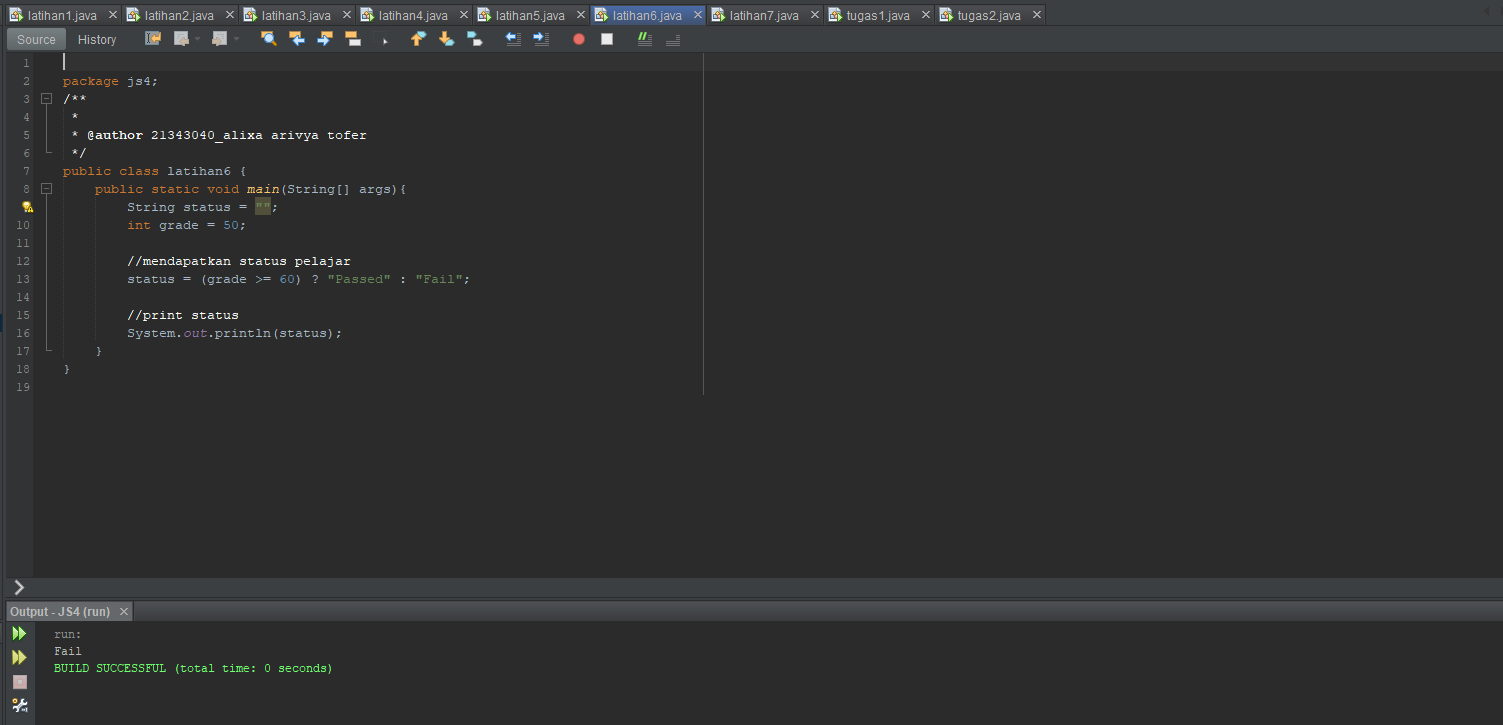 latihan1.java latihan2.java latihan3.java latihan4.java latihan5.java latihan6.java latihan7.java tugas1.java tugas2.java
Source History
1
2 package js4;
3 /**
4 *
5 * @author 21343040_alixa arivya tofer
6 */
7 public class latihan6 {
8 public static void main(String[] args){
String status = "";
10 int grade = 50;
11
12 //mendapatkan status pelajar
13 status = (grade >= 60) ? "Passed" : "Fail";
14
15 //print status
16 System.out.println(status);
17 }
18 }
19
Output - JS4 (run)
run:
Fail
BUILD SUCCESSFUL (total time: 0 seconds)